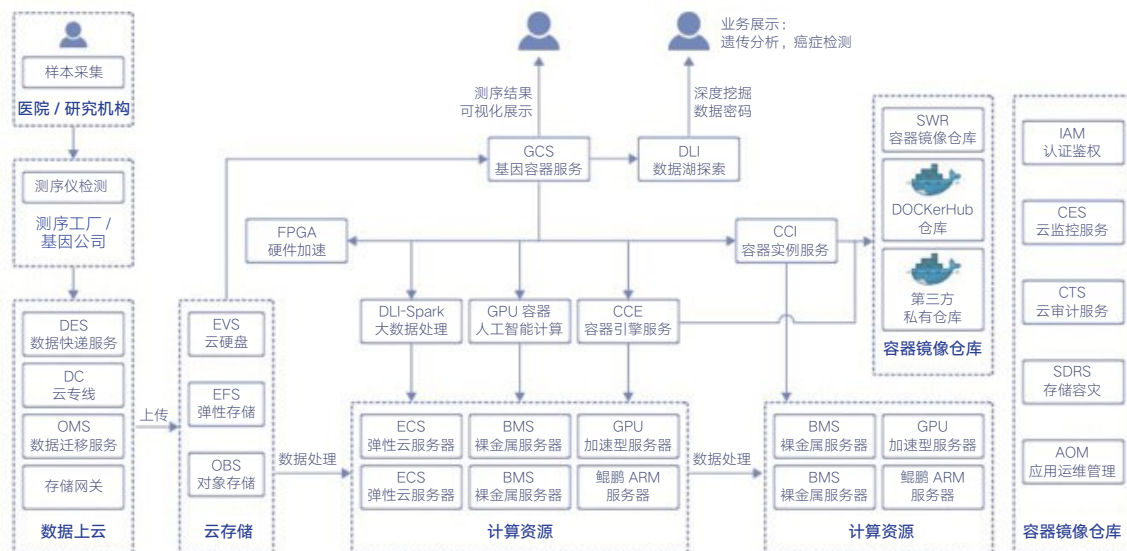 样本采集
医院 / 研究机构
测序仪检测
测序工厂 /
基因公司
DES
数据快递服务
DC
云专线
OMS
数据迁移服务
存储网关
数据上云
上传
EVS
云硬盘
EFS
弹性存储
OBS
对象存储
云存储
数据处理
业务展示：
遗传分析，癌症检测
测序结果
可视化展示
深度挖掘
数据密码
GCS
基因容器服务
DLI
数据湖探索
FPGA
硬件加速
CCI
容器实例服务
DLI-Spark
大数据处理
GPU 容器
人工智能计算
CCE
容器引擎服务
ECS
弹性云服务器
BMS
裸金属服务器
GPU
加速型服务器
ECS
弹性云服务器
BMS
裸金属服务器
鲲鹏 ARM
服务器
计算资源
数据处理
BMS
裸金属服务器
GPU
加速型服务器
BMS
裸金属服务器
鲲鹏 ARM
服务器
计算资源
SWR
容器镜像仓库
DOCKerHub
仓库
第三方
私有仓库
容器镜像仓库
IAM
认证鉴权
CES
云监控服务
CTS
云审计服务
SDRS
存储容灾
AOM
应用运维管理
容器镜像仓库